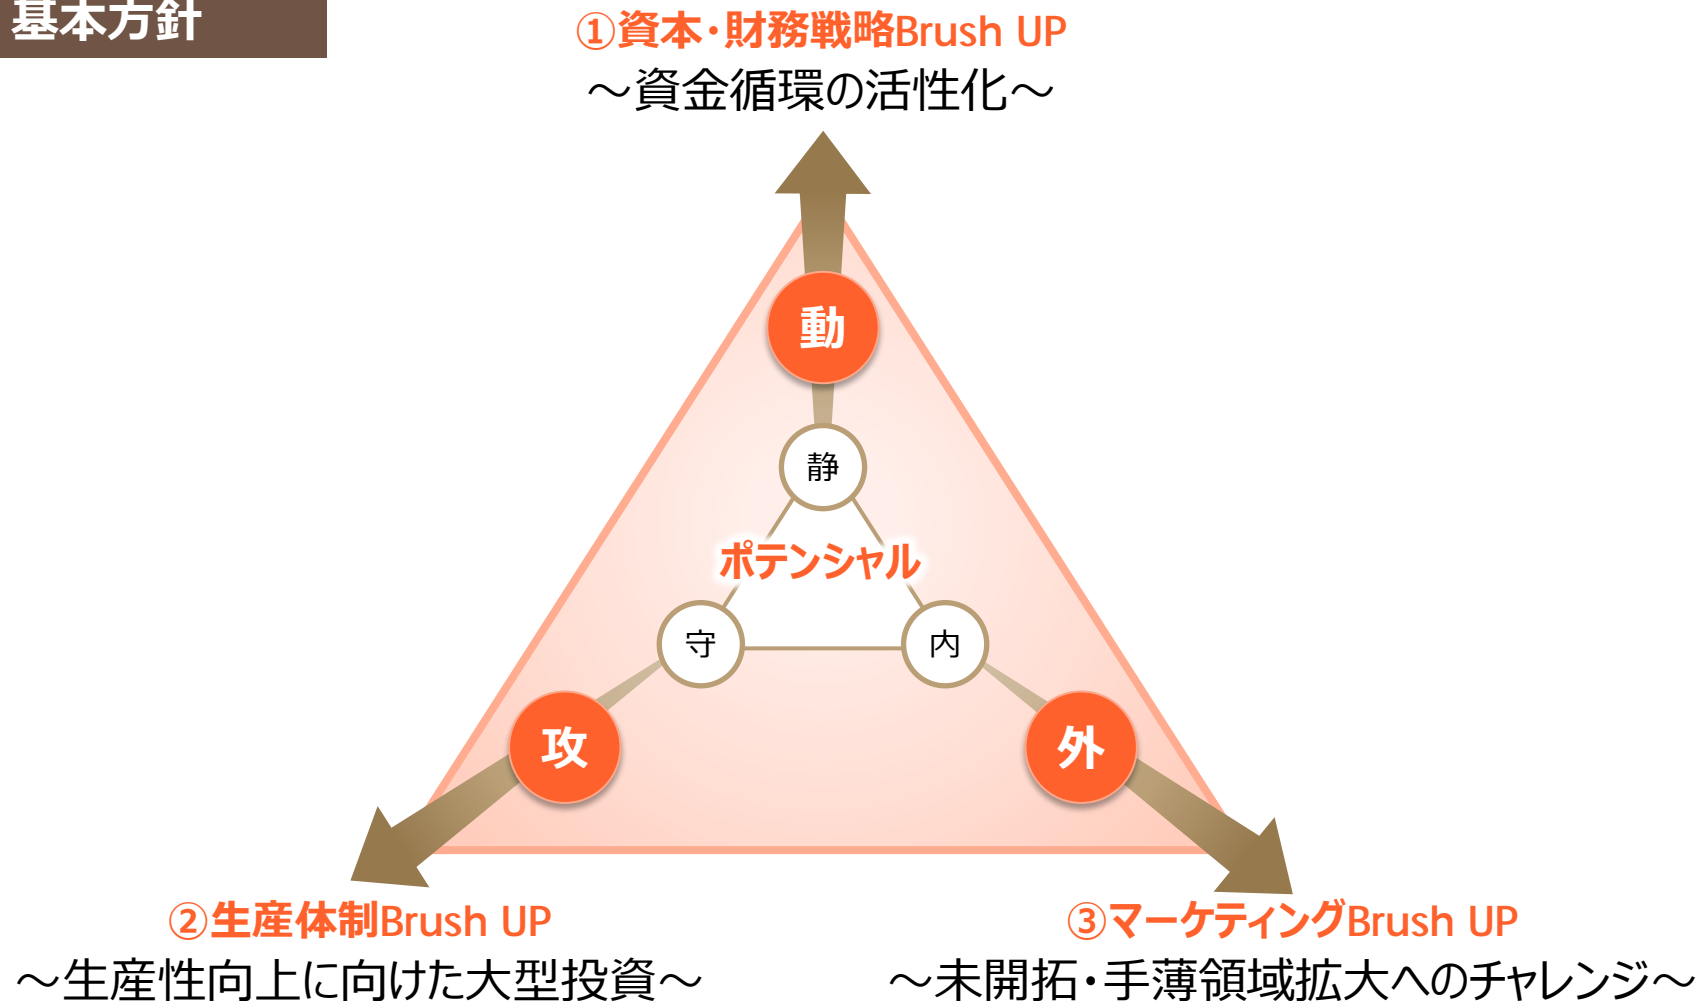 基本方針
①資本・財務戦略Brush UP
～資金循環の活性化～
動
静
ポテンシャル
守
内
攻
外
②生産体制Brush UP
～生産性向上に向けた大型投資～
③マーケティングBrush UP
～未開拓・手薄領域拡大へのチャレンジ～